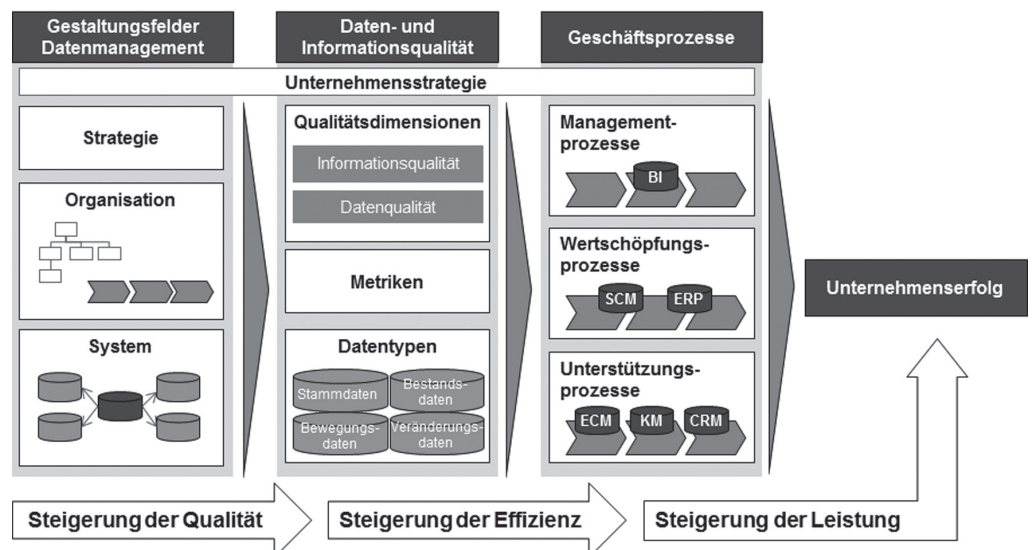 Gestaltungsfelder
Datenmanagement
Daten- und
Informationsqualität
Geschäftsprozesse
Unternehmensstrategie
Strategie
Organisation
System
Qualitätsdimensionen
Informationsqualität
Datenqualität
Metriken
Datentypen
Stammdaten
Bestands-
daten
Bewegungs-
daten
Veränderungs-
daten
Management-
prozesse
BI
Wertschöpfungs-
prozesse
SCM
ERP
Unterstützungs-
prozesse
ECM
KM
CRM
Unternehmenserfolg
Steigerung der Qualität
Steigerung der Effizienz
Steigerung der Leistung